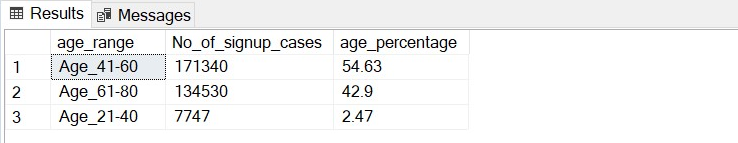 Results Messages
age_range No_of_signup_cases age_percentage
1 Age_41-60 171340 54.63
2 Age_61-80 134530 42.9
3 Age_21-40 7747 2.47